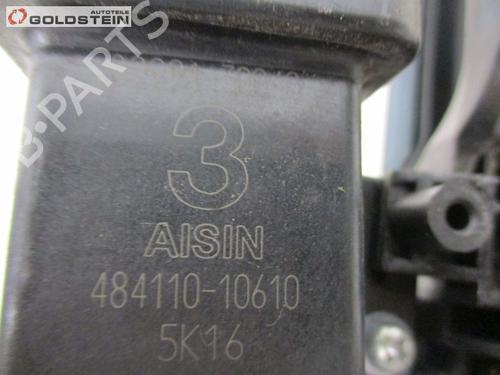 AUTOTEILE
GOLDSTEIN
B-PARTS
3
AISIN
484110-10610
5K16